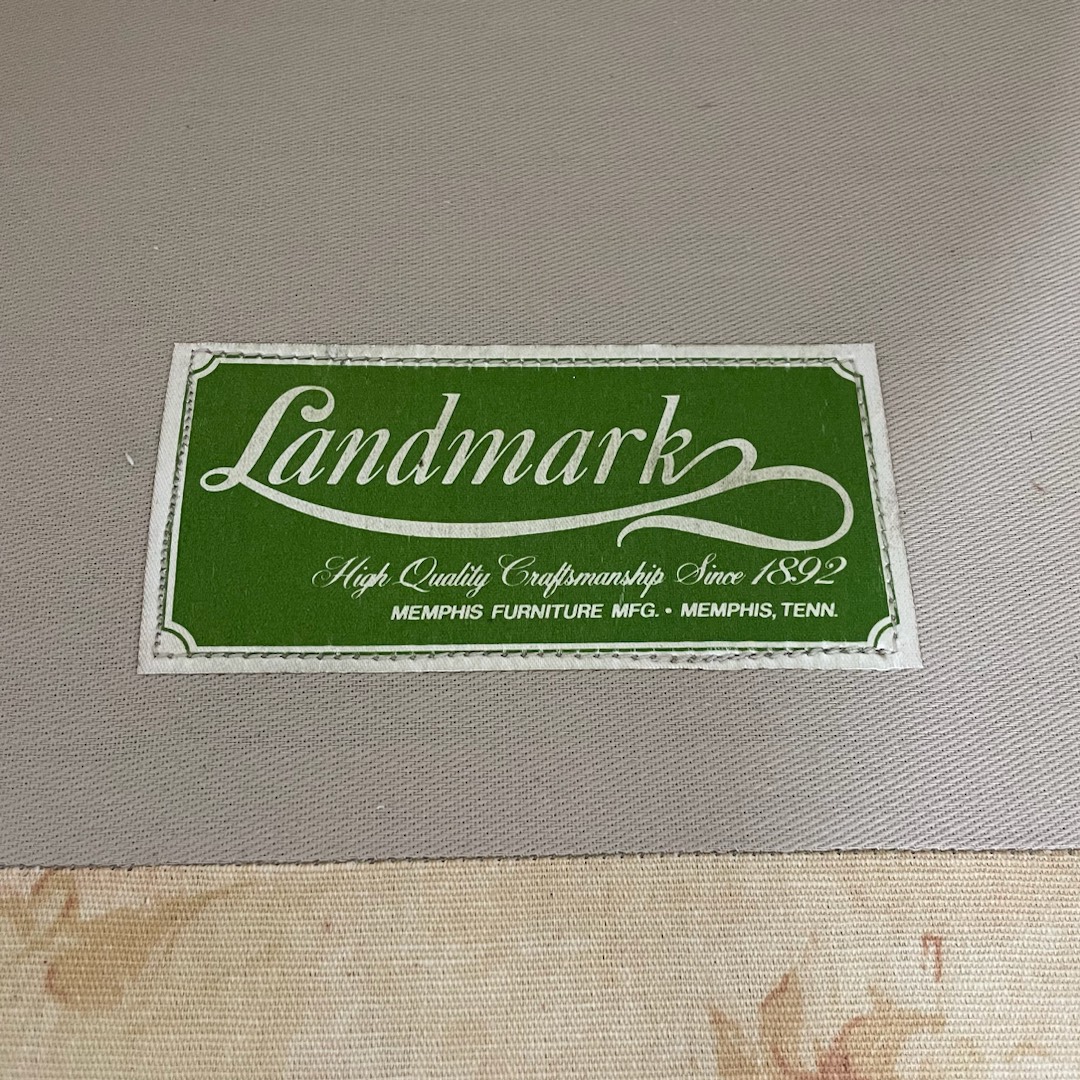 Landmark
High Quality Craftsmanship Since 1892
MEMPHIS FURNITURE MFG. • MEMPHIS, TENN.